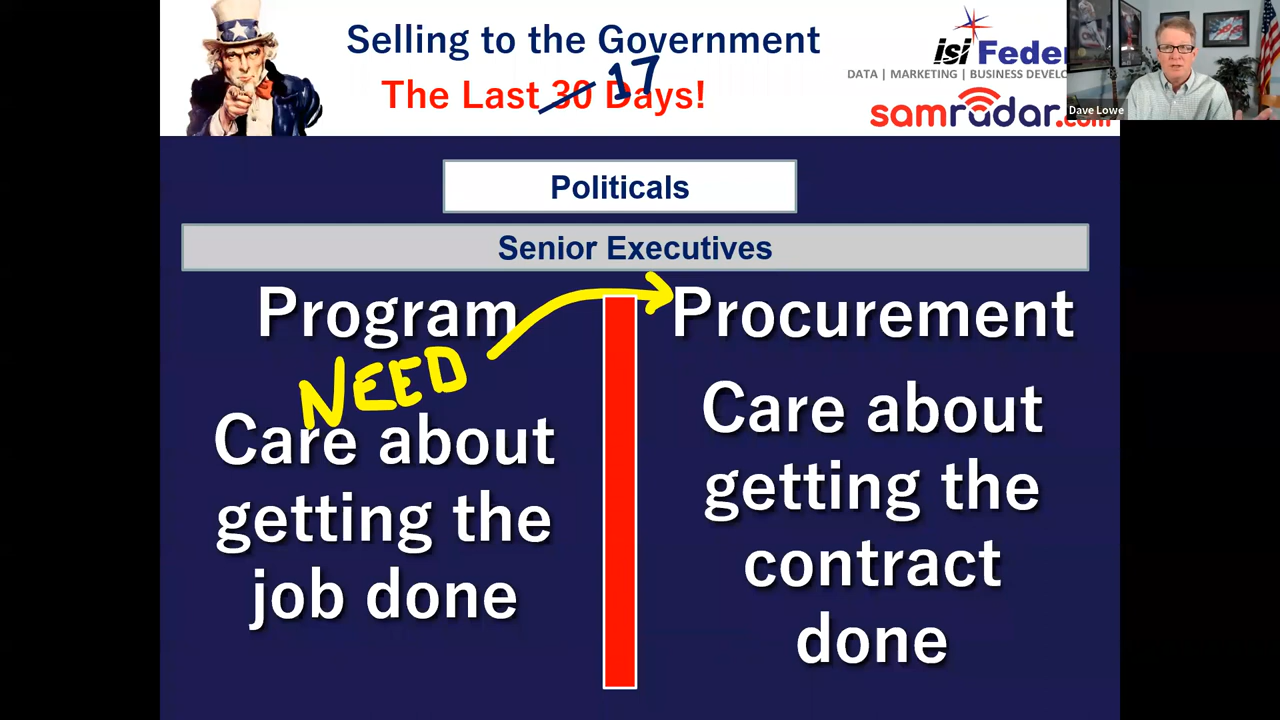 Selling to the Government
The Last 30 Days!
17
isi Feder
DATA | MARKETING | BUSINESS DEVELO
samradar.com
Dave Lowe
Politicals
Senior Executives
Program
NEED
Care about
getting the
job done
Procurement
Care about
getting the
contract
done